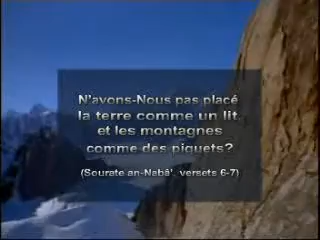 N'avons-Nous pas placé
la terre comme un lit,
et les montagnes
comme des piquets?
(Sourate an-Nabâ', versets 6-7)